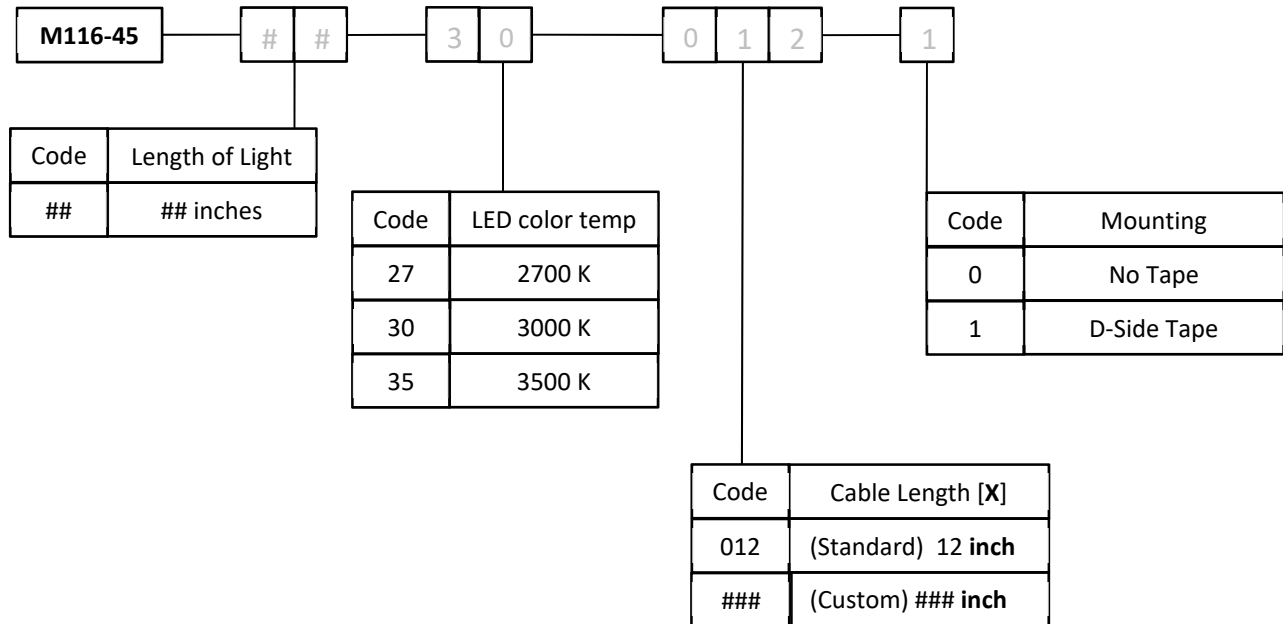 M116-45 # # 3 0 0 1 2 1
Code Length of Light
## ## inches
Code LED color temp
27 2700 K
30 3000 K
35 3500 K
Code Mounting
0 No Tape
1 D-Side Tape
Code Cable Length [X]
012 (Standard) 12 inch
### (Custom) ### inch